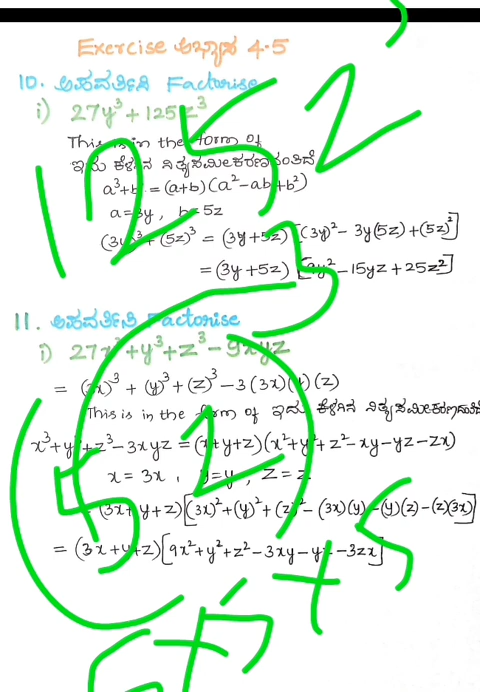 Exercise ಅಭ್ಯಾಸ 4.5
10. ಅಪವರ್ತಿಸಿ Factorise
i) 27y³ + 125z³
This is in the form of
ಇದು ಕೆಳಗಿನ ನಿತ್ಯಸಮೀಕರಣದಂತಿದೆ
a³+b³ = (a+b)(a²-ab+b²)
a=3y, b=5z
(3y)³+(5z)³ = (3y+5z)[(3y)²-3y(5z)+(5z)²]
= (3y+5z)[9y²-15yz+25z²]
11. ಅಪವರ್ತಿಸಿ Factorise
i) 27x³+y³+z³-9xyz
= (3x)³+(y)³+(z)³-3(3x)(y)(z)
This is in the form of ಇದು ಕೆಳಗಿನ
x³+y³+z³-3xyz = (x+y+z)(x²+y²+z²-xy-yz-zx)
x=3x, y=y, z=z
= (3x+y+z)[(3x)²+(y)²+(z)²-(3x)(y)-(y)(z)-(z)(3x)]
= (3x+y+z)[9x²+y²+z²-3xy-yz-3zx]